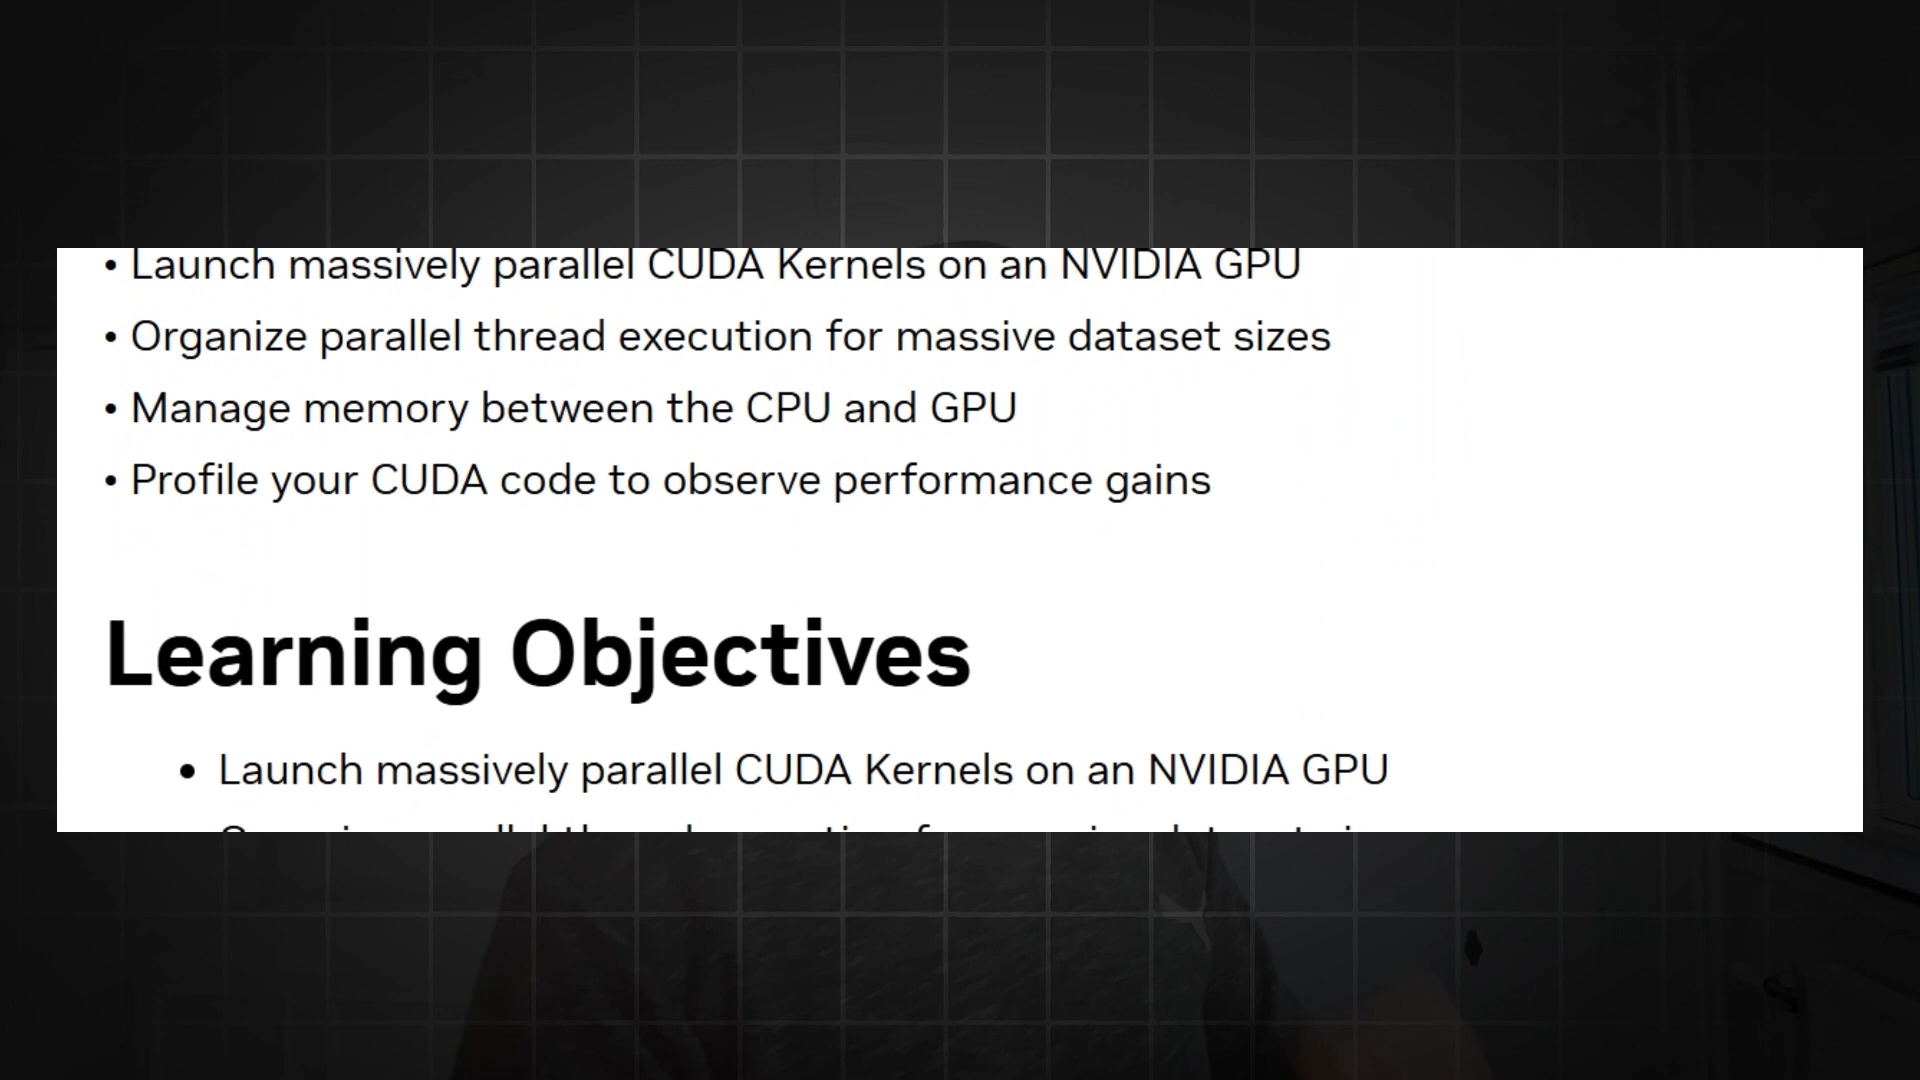 • Launch massively parallel CUDA Kernels on an NVIDIA GPU
• Organize parallel thread execution for massive dataset sizes
• Manage memory between the CPU and GPU
• Profile your CUDA code to observe performance gains
Learning Objectives
• Launch massively parallel CUDA Kernels on an NVIDIA GPU